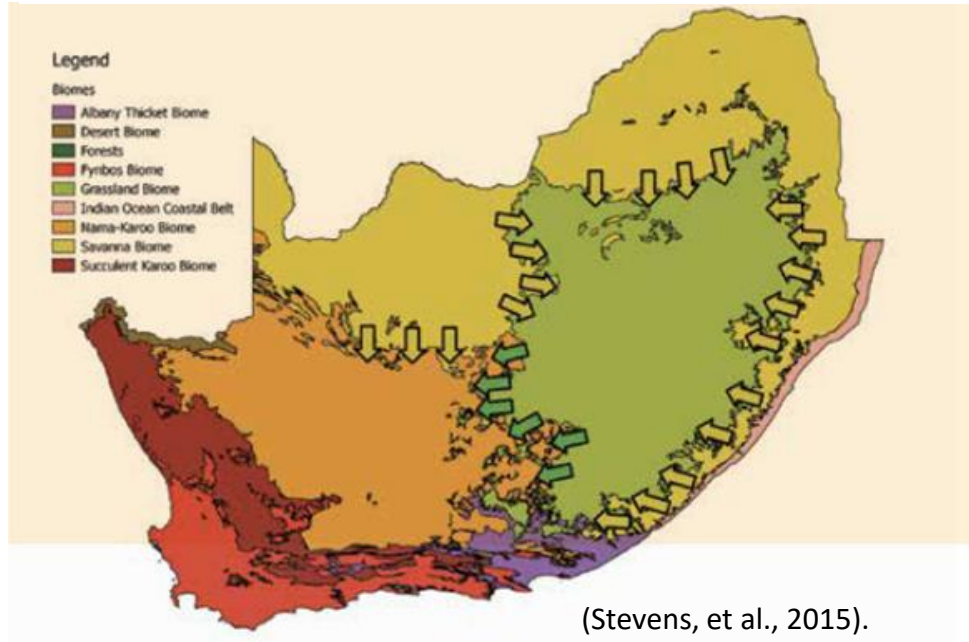 Legend
Biomes
Albany Thicket Biome
Desert Biome
Forests
Fynbos Biome
Grassland Biome
Indian Ocean Coastal Belt
Nama-Karoo Biome
Savanna Biome
Succulent Karoo Biome
(Stevens, et al., 2015).